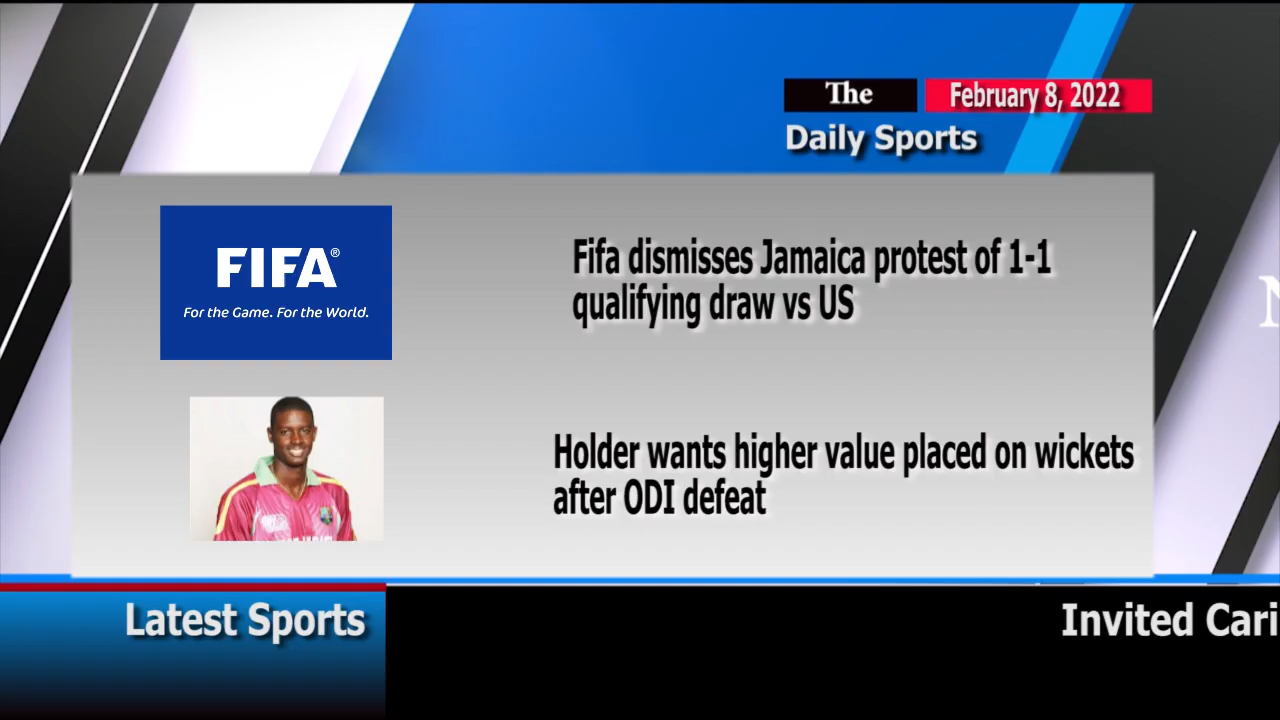 The
February 8, 2022
Daily Sports
FIFA®
For the Game. For the World.
Fifa dismisses Jamaica protest of 1-1
qualifying draw vs US
Holder wants higher value placed on wickets
after ODI defeat
Latest Sports
Invited Cari